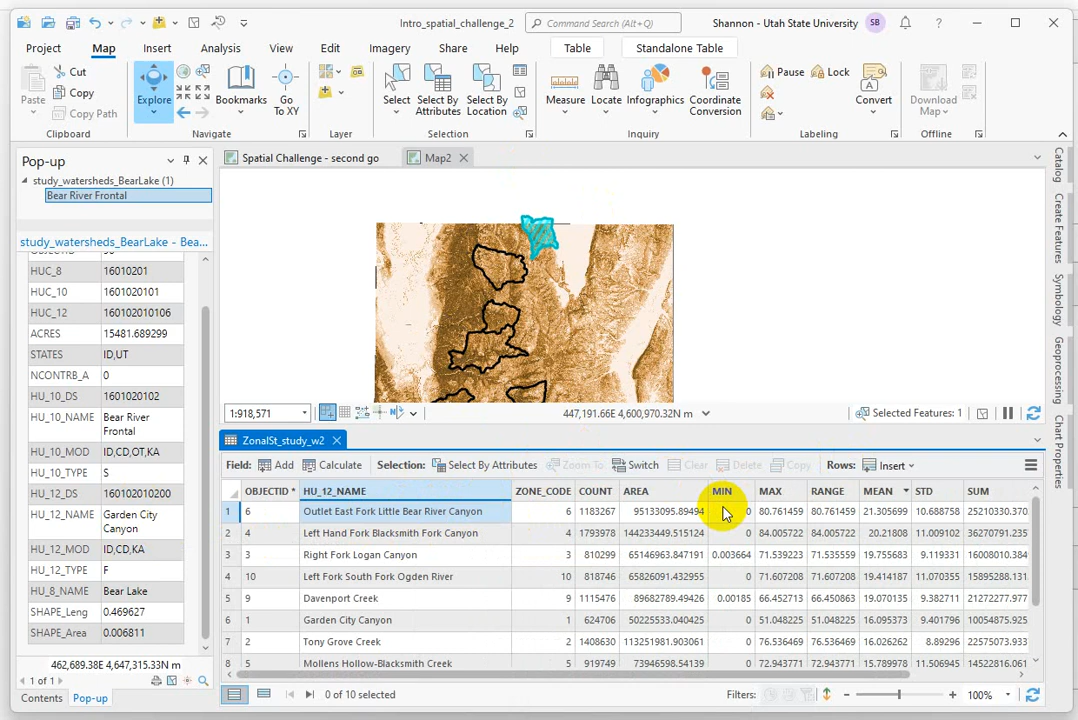 Intro_spatial_challenge_2
Command Search (Alt+Q)
Shannon - Utah State University
SB
?
Project Map Insert Analysis View Edit Imagery Share Help Table Standalone Table
Paste
Cut
Copy
Copy Path
Clipboard
Explore
Bookmarks
Go To XY
Navigate
Layer
Select
Select By Attributes
Select By Location
Selection
Measure
Locate
Infographics
Coordinate Conversion
Inquiry
Pause
Lock
Convert
Labeling
Download Map
Offline
Pop-up
study_watersheds_BearLake (1)
Bear River Frontal
study_watersheds_BearLake - Bea...
HUC_8 16010201
HUC_10 1601020101
HUC_12 160102010106
ACRES 15481.689299
STATES ID,UT
NCONTRB_A 0
HU_10_DS 1601020102
HU_10_NAME Bear River Frontal
HU_10_MOD ID,CD,OT,KA
HU_10_TYPE S
HU_12_DS 160102010200
HU_12_NAME Garden City Canyon
HU_12_MOD ID,CD,KA
HU_12_TYPE F
HU_8_NAME Bear Lake
SHAPE_Leng 0.469627
SHAPE_Area 0.006811
462,689.38E 4,647,315.33N m
1 of 1
Contents Pop-up
Spatial Challenge - second go
Map2
1:918,571
447,191.66E 4,600,970.32N m
Selected Features: 1
ZonalSt_study_w2
Field: Add Calculate Selection: Select By Attributes Zoom To Switch Clear Delete Copy Rows: Insert
OBJECTID * HU_12_NAME ZONE_CODE COUNT AREA MIN MAX RANGE MEAN STD SUM
1 6 Outlet East Fork Little Bear River Canyon 6 1183267 95133095.89494 0 80.761459 80.761459 21.305699 10.688758 25210330.370
2 4 Left Hand Fork Blacksmith Fork Canyon 4 1793978 144233449.515124 0 84.005722 84.005722 20.21808 11.009102 36270791.235
3 3 Right Fork Logan Canyon 3 810299 65146963.847191 0.003664 71.539223 71.535559 19.755683 9.119331 16008010.384
4 10 Left Fork South Fork Ogden River 10 818746 65826091.432955 0 71.607208 71.607208 19.414187 11.070355 15895288.131
5 9 Davenport Creek 9 1115476 89682789.49426 0.00185 66.452713 66.450863 19.070135 9.382711 21272277.977
6 1 Garden City Canyon 1 624706 50225533.040425 0 51.048225 51.048225 16.095323 9.401796 10054875.925
7 2 Tony Grove Creek 2 1408630 113251981.903061 0 76.536469 76.536469 16.026262 8.89296 22575073.933
8 5 Mollens Hollow-Blacksmith Creek 5 919749 73946598.54139 0 72.943771 72.943771 15.789978 11.506945 14522816.061
0 of 10 selected
Filters:
100%
Catalog
Create Features
Symbology
Geoprocessing
Chart Properties